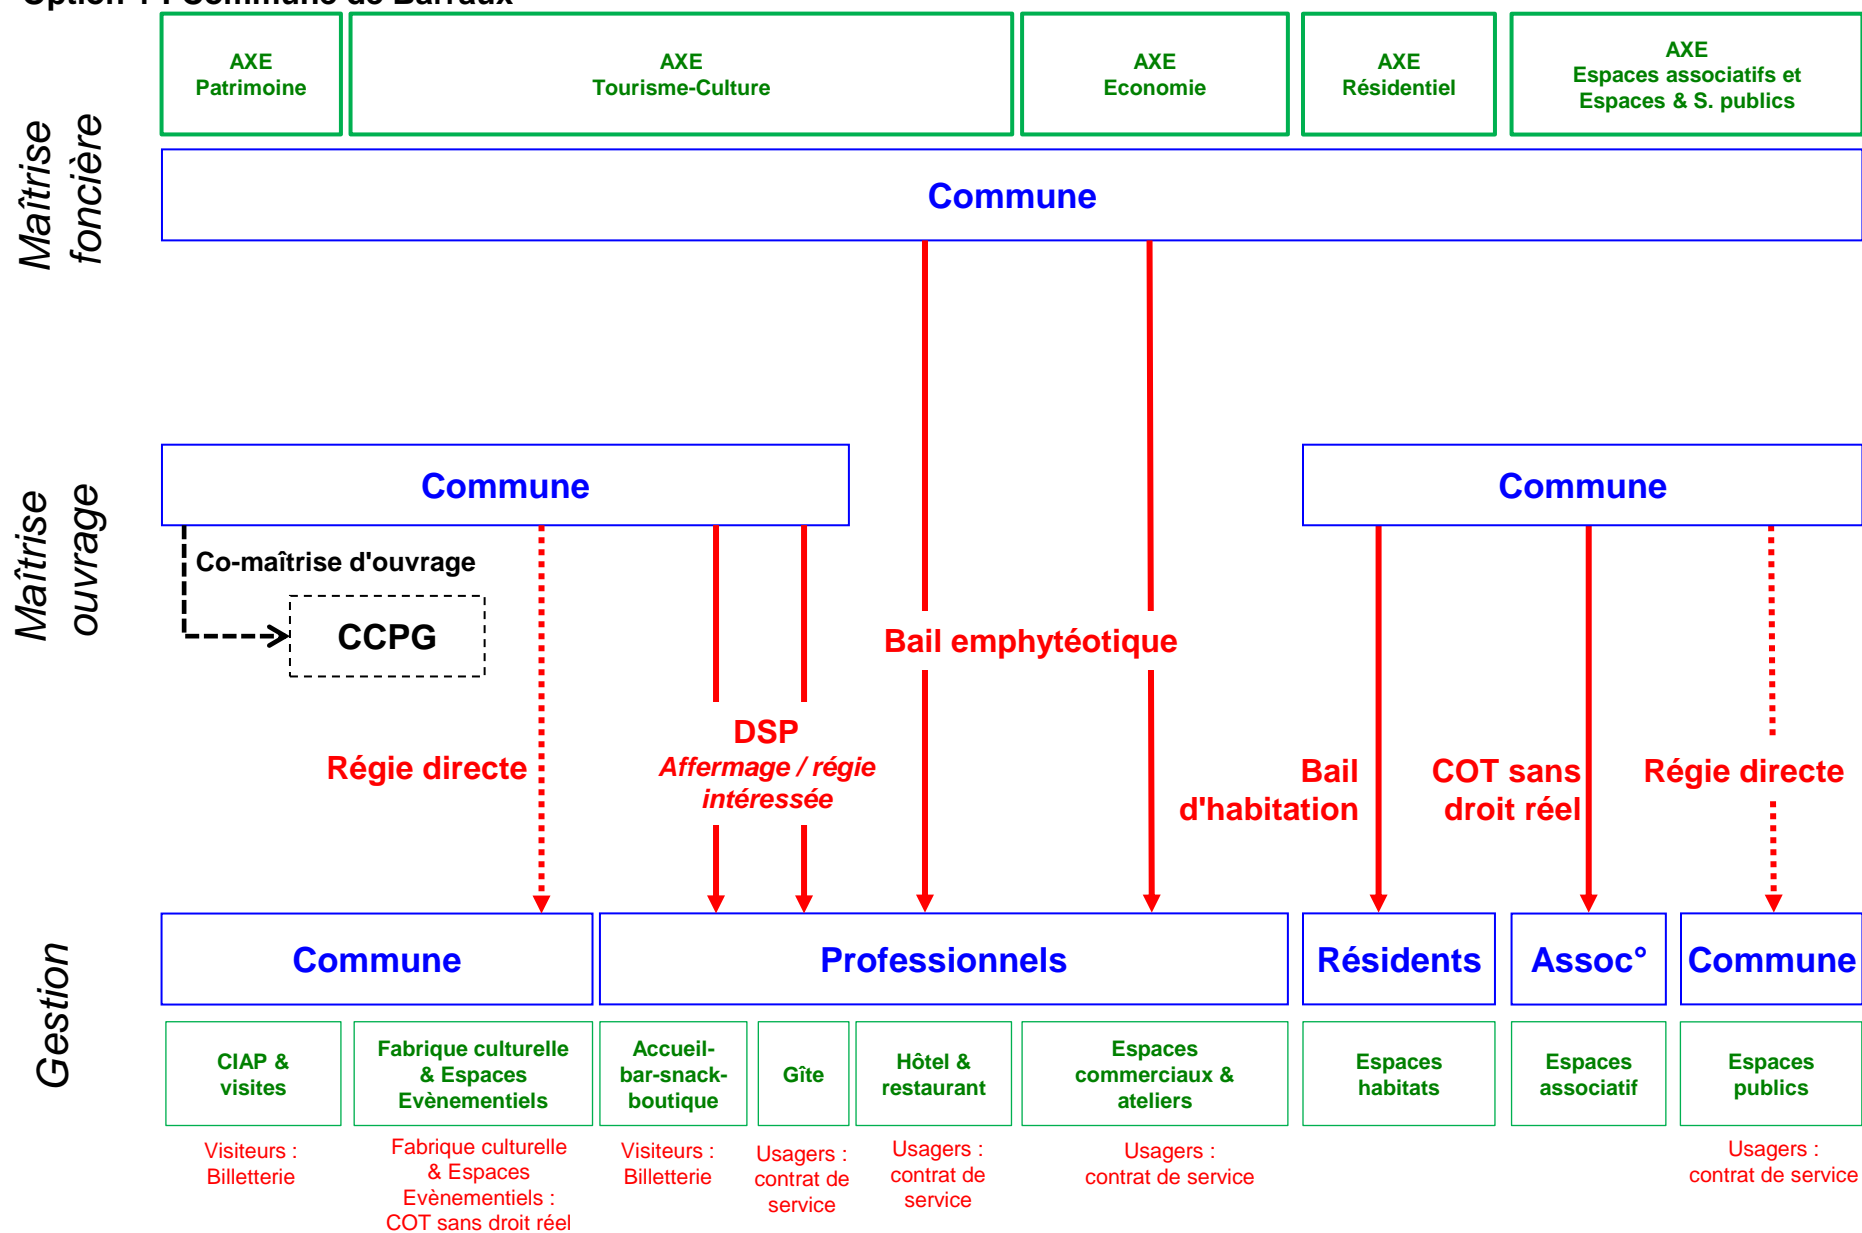 Option 1 : Commune de Barraux
AXE
Patrimoine
AXE
Tourisme-Culture
AXE
Economie
AXE
Résidentiel
AXE
Espaces associatifs et
Espaces & S. publics
Maîtrise
foncière
Commune
Maîtrise
ouvrage
Commune
Commune
Co-maîtrise d'ouvrage
CCPG
Bail emphytéotique
Régie directe
DSP
Affermage / régie
intéressée
Bail
d'habitation
COT sans
droit réel
Régie directe
Gestion
Commune
Professionnels
Résidents
Assoc°
Commune
CIAP &
visites
Fabrique culturelle
& Espaces
Evènementiels
Accueil-
bar-snack-
boutique
Gîte
Hôtel &
restaurant
Espaces
commerciaux &
ateliers
Espaces
habitats
Espaces
associatif
Espaces
publics
Visiteurs :
Billetterie
Fabrique culturelle
& Espaces
Evènementiels :
COT sans droit réel
Visiteurs :
Billetterie
Usagers :
contrat de
service
Usagers :
contrat de
service
Usagers :
contrat de service
Usagers :
contrat de service